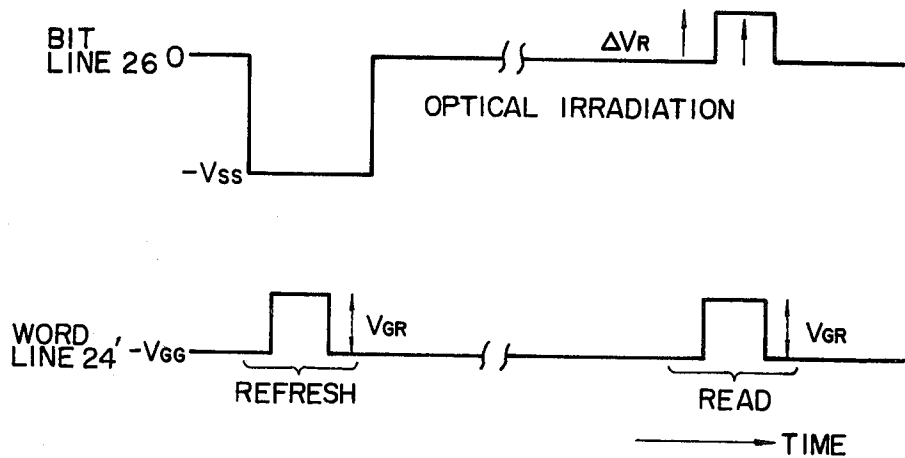 BIT
LINE 26 0
ΔVR
OPTICAL IRRADIATION
-VSS
WORD
LINE 24' -VGG
VGR
VGR
REFRESH
READ
TIME